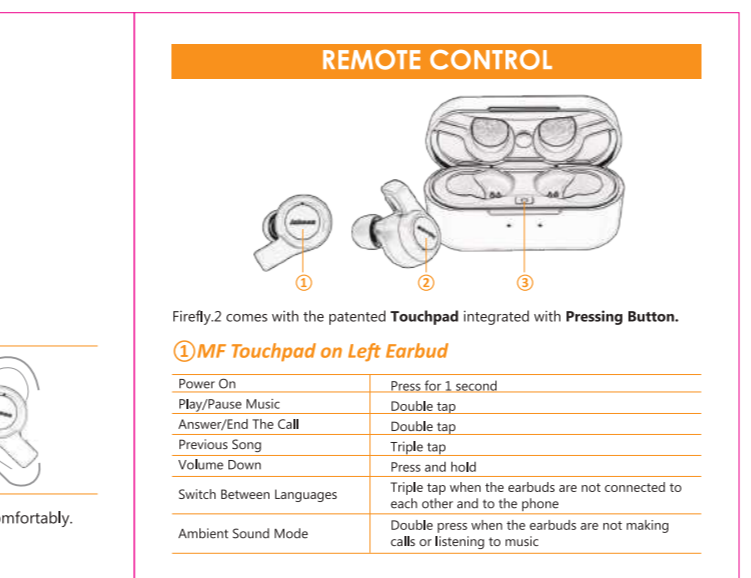 REMOTE CONTROL
① ② ③
Firefly.2 comes with the patented Touchpad integrated with Pressing Button.
①MF Touchpad on Left Earbud
Power On Press for 1 second
Play/Pause Music Double tap
Answer/End The Call Double tap
Previous Song Triple tap
Volume Down Press and hold
Switch Between Languages Triple tap when the earbuds are not connected to
each other and to the phone
Ambient Sound Mode Double press when the earbuds are not making
calls or listening to music
mfortably.